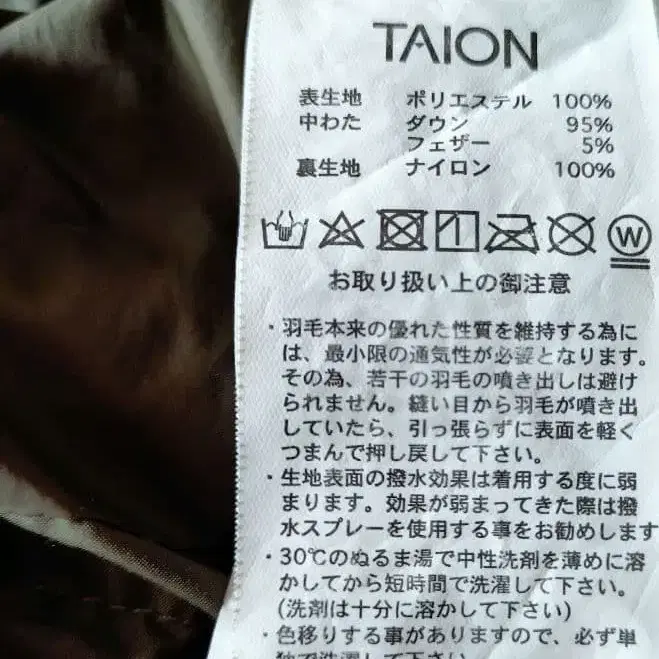 TAION
表生地 ポリエステル 100%
中わた ダウン 95%
フェザー 5%
裏生地 ナイロン 100%
W
お取り扱い上の御注意
・羽毛本来の優れた性質を維持する為に
は、最小限の通気性が必要となります。
その為、若干の羽毛の噴き出しは避け
られません。縫い目から羽毛が噴き出
していたら、引っ張らずに表面を軽く
つまんで押し戻して下さい。
・生地表面の撥水効果は着用する度に弱
まります。効果が弱まってきた際は撥
水スプレーを使用する事をお勧めします
・30℃のぬるま湯で中性洗剤を薄めに溶
かしてから短時間で洗濯して下さい。
(洗剤は十分に溶かして下さい)
・色移りする事がありますので、必ず単
独で洗濯して下さい。